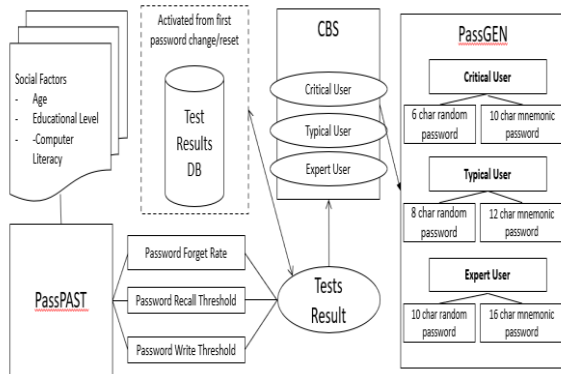 Social Factors
- Age
- Educational Level
- -Computer
Literacy
Activated from first
password change/reset
Test
Results
DB
CBS
Critical User
Typical User
Expert User
PassGEN
Critical User
6 char random
password
10 char mnemonic
password
Typical User
8 char random
password
12 char mnemonic
password
Expert User
10 char random
password
16 char mnemonic
password
PassPAST
Password Forget Rate
Password Recall Threshold
Password Write Threshold
Tests
Result